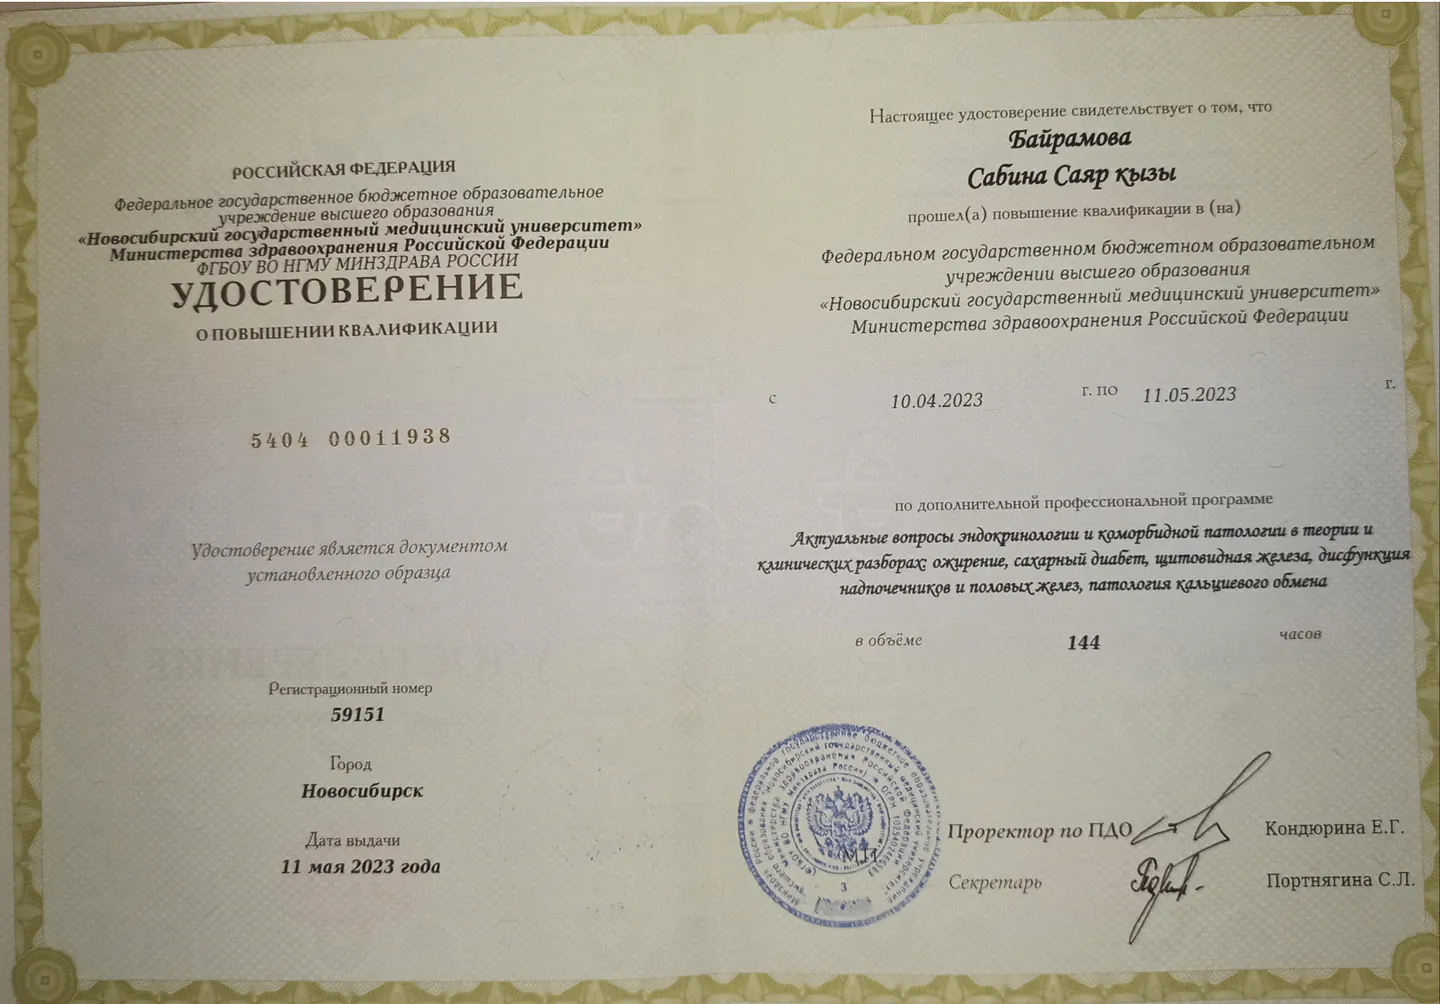 РОССИЙСКАЯ ФЕДЕРАЦИЯ
Федеральное государственное бюджетное образовательное
учреждение высшего образования
«Новосибирский государственный медицинский университет»
Министерства здравоохранения Российской Федерации
ФГБОУ ВО НГМУ МИНЗДРАВА РОССИИ
УДОСТОВЕРЕНИЕ
О ПОВЫШЕНИИ КВАЛИФИКАЦИИ
5404 00011938
Удостоверение является документом
установленного образца
Регистрационный номер
59151
Город
Новосибирск
Дата выдачи
11 мая 2023 года
Настоящее удостоверение свидетельствует о том, что
Байрамова
Сабина Саяр қызы
прошел(а) повышение квалификации в (на)
Федеральном государственном бюджетном образовательном
учреждении высшего образования
«Новосибирский государственный медицинский университет»
Министерства здравоохранения Российской Федерации
с 10.04.2023 г. по 11.05.2023 г.
по дополнительной профессиональной программе
Актуальные вопросы эндокринологии и коморбидной патологии в теории и
клинических разборах: ожирение, сахарный диабет, щитовидная железа, дисфункция
надпочечников и половых желез, патология кальциевого обмена
в объёме 144 часов
М.П.
3
Проректор по ПДО Кондюрина Е.Г.
Секретарь Портнягина С.Л.